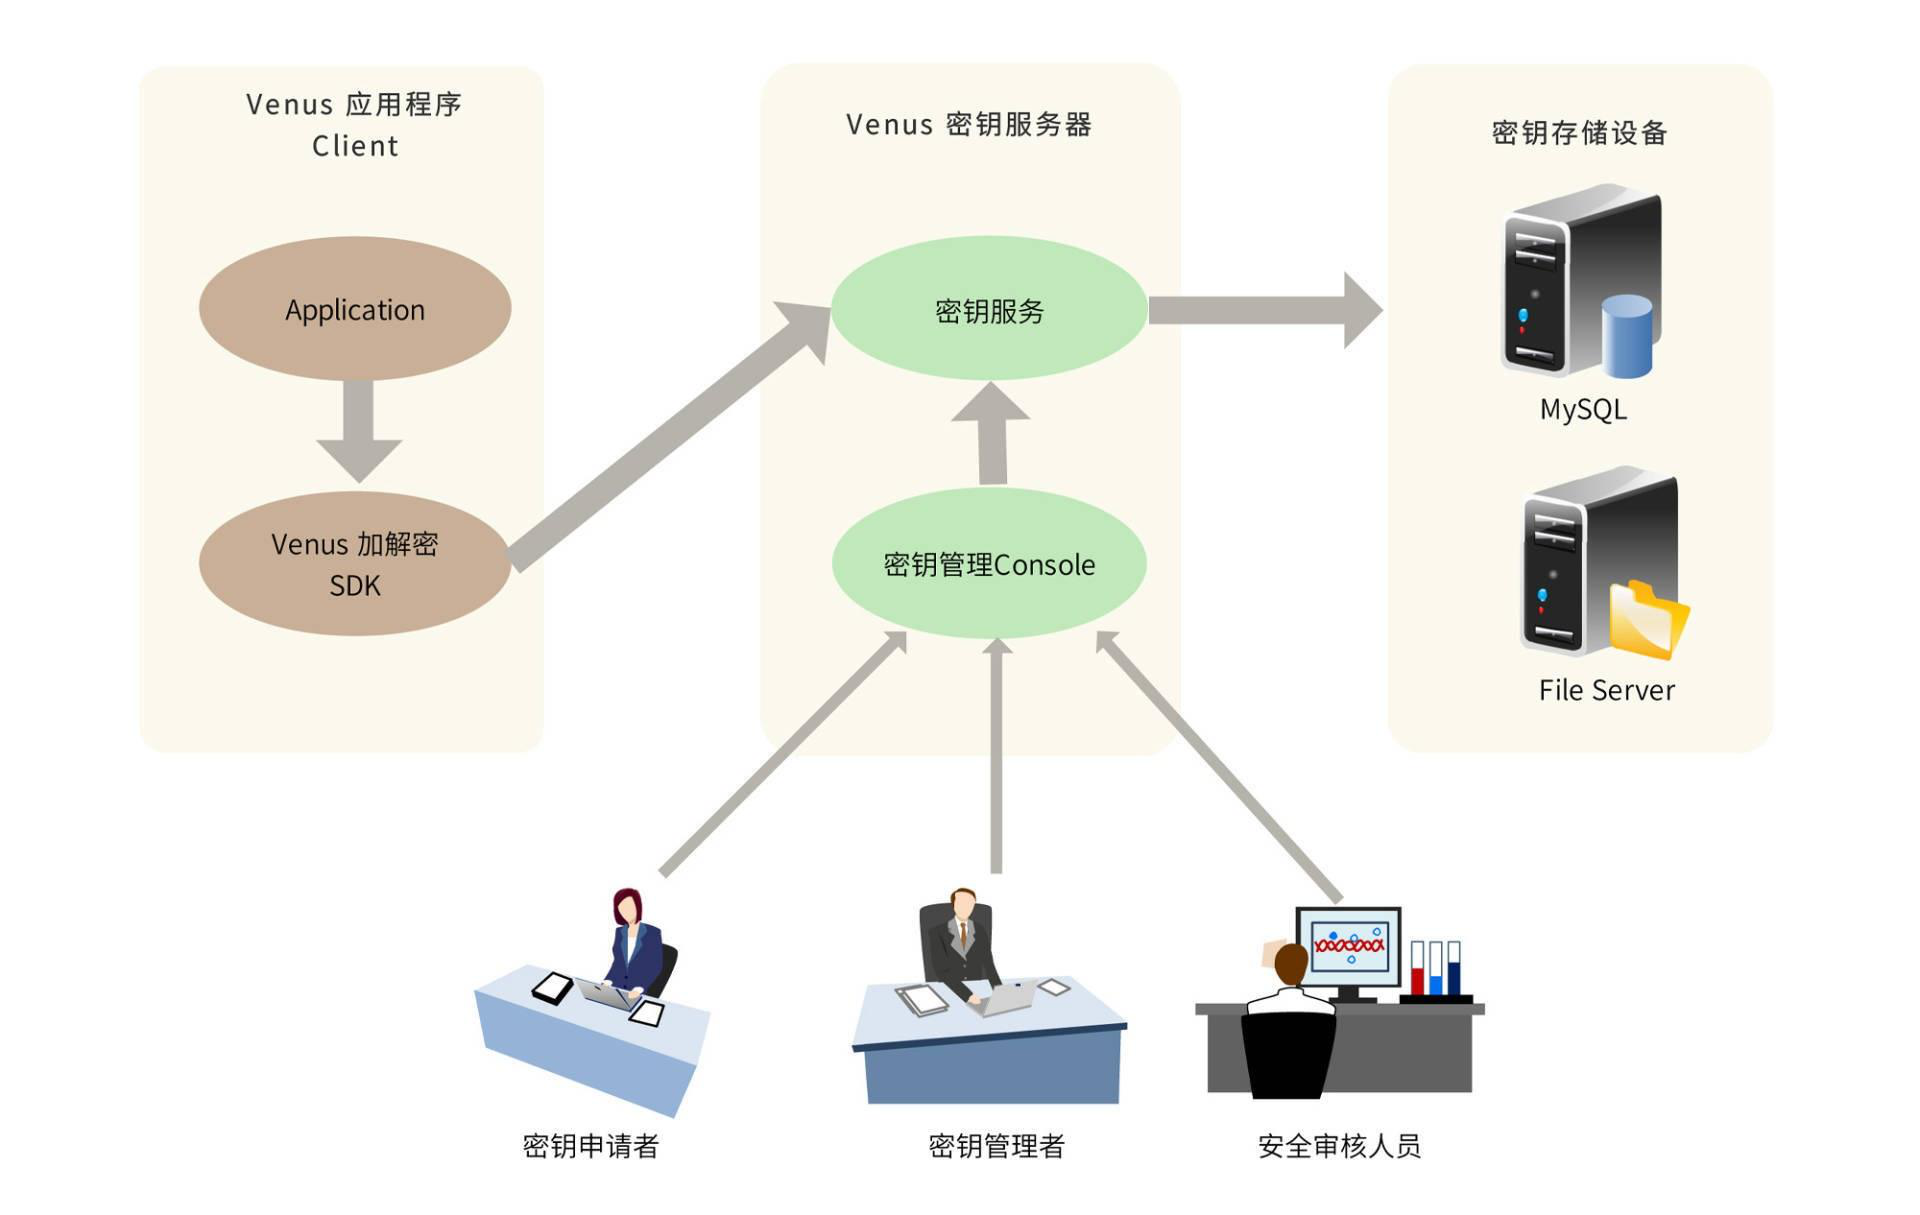 Venus 应用程序
Client
Application
Venus 加解密
SDK
Venus 密钥服务器
密钥服务
密钥管理Console
密钥存储设备
MySQL
File Server
密钥申请者
密钥管理者
安全审核人员